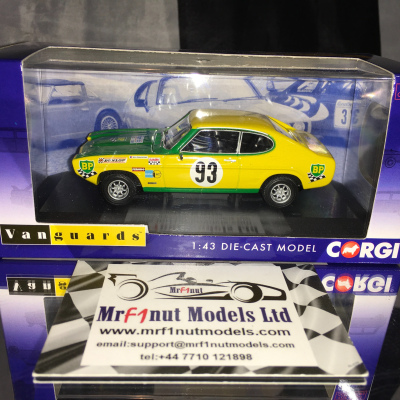 BP
93
BP
Vanguards
1:43 DIE-CAST MODEL CORGI
MrF1nut
MrF1nut Models Ltd
www.mrf1nutmodels.com
email:support@mrf1nutmodels.com
tel:+44 7710 121898